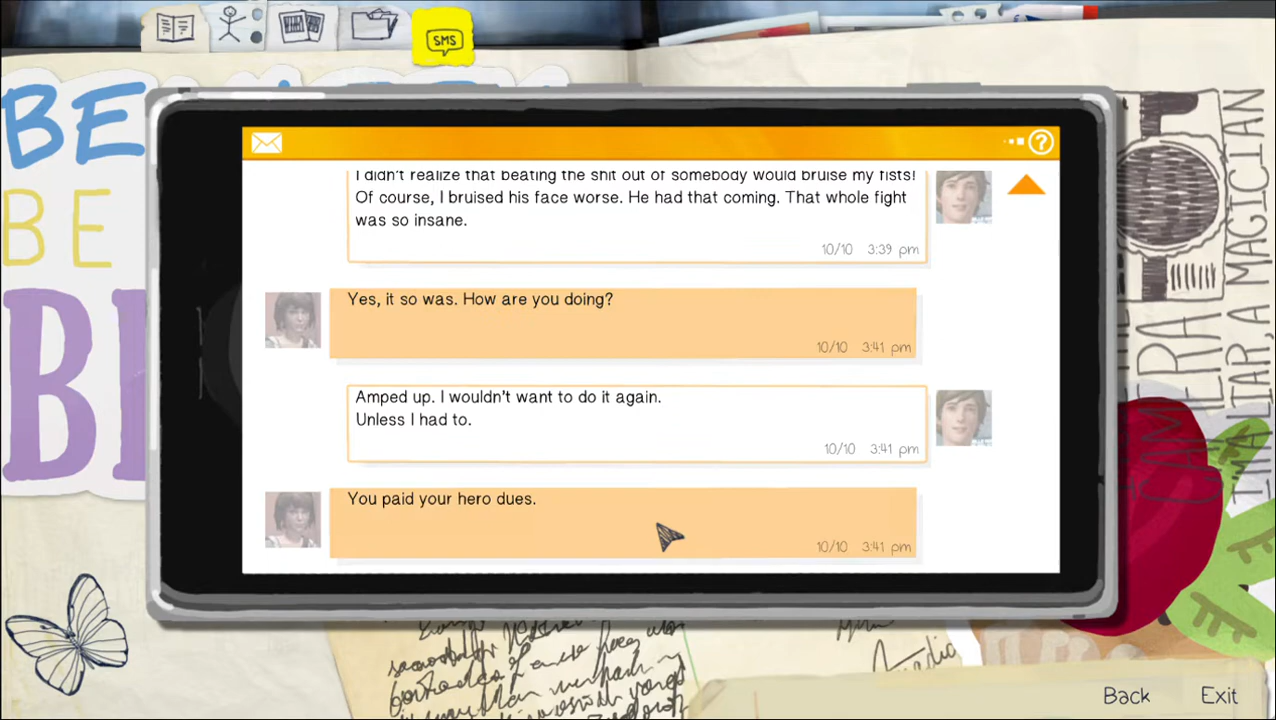 SMS
BE
BE
BE
I didn't realize that beating the shit out of somebody would bruise my fists!
Of course, I bruised his face worse. He had that coming. That whole fight
was so insane.
10/10 3:39 pm
Yes, it so was. How are you doing?
10/10 3:41 pm
Amped up. I wouldn't want to do it again.
Unless I had to.
10/10 3:41 pm
You paid your hero dues.
10/10 3:41 pm
CAMERA
LIAR, A MAGICIAN
Back Exit